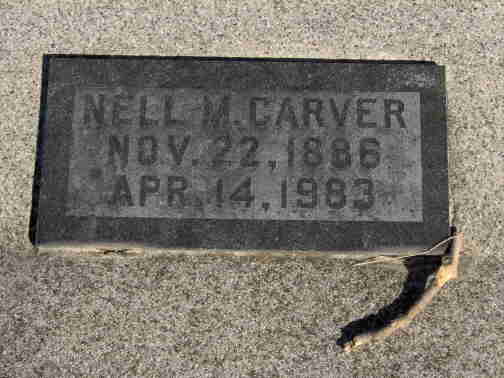 NELL M. CARVER
NOV. 22, 1886
APR. 14, 1983